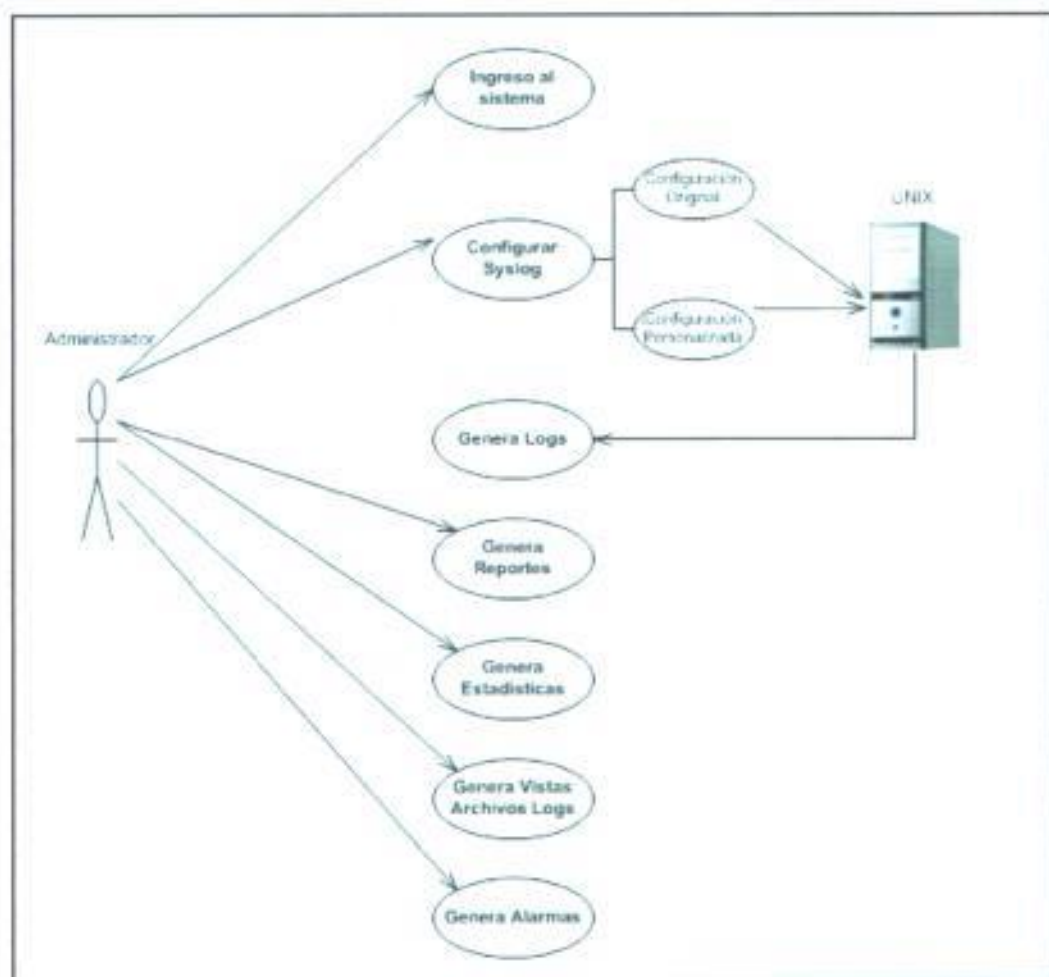 Ingreso al
sistema
Configuración
Original
UNIX
Configurar
Syslog
Configuración
Personalizada
Administrador
Genera Logs
Genera
Reportes
Genera
Estadísticas
Genera Vistas
Archivos Logs
Genera Alarmas